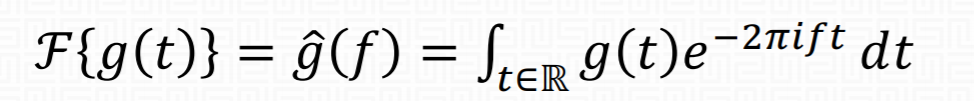 ℱ{g(t)} = ĝ(f) = ∫_{t∈ℝ} g(t)e^{−2πift} dt